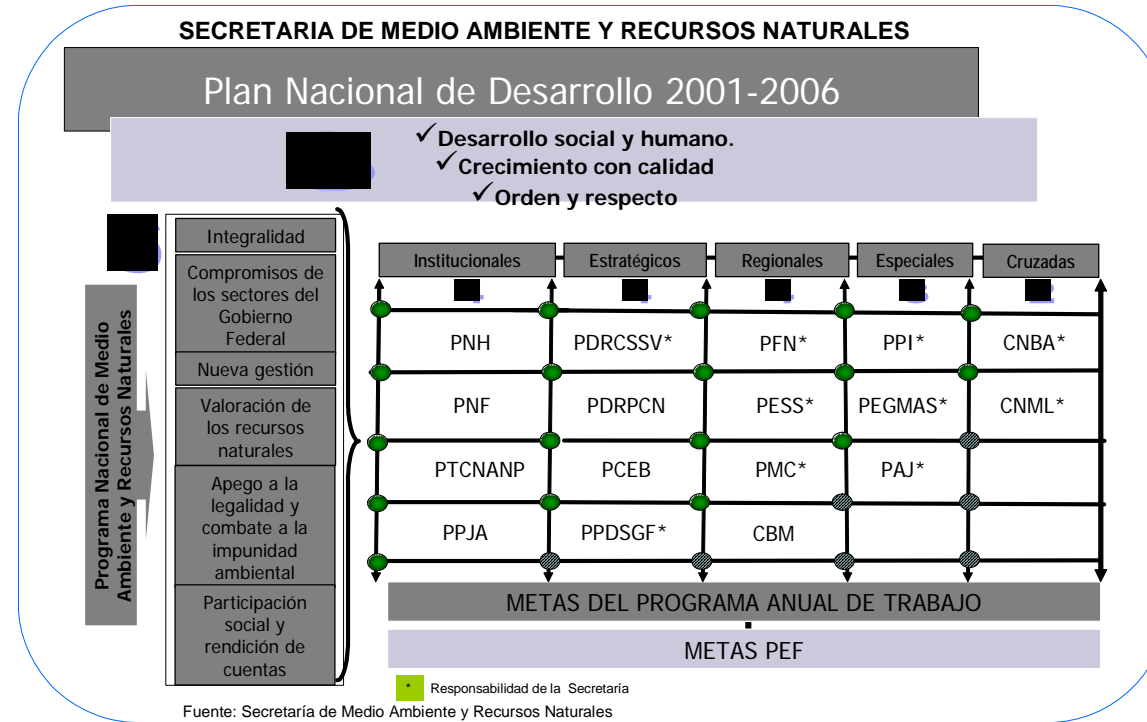 SECRETARIA DE MEDIO AMBIENTE Y RECURSOS NATURALES
Plan Nacional de Desarrollo 2001-2006
✓Desarrollo social y humano.
✓Crecimiento con calidad
✓Orden y respecto
Programa Nacional de Medio
Ambiente y Recursos Naturales
Integralidad
Compromisos de
los sectores del
Gobierno
Federal
Nueva gestión
Valoración de
los recursos
naturales
Apego a la
legalidad y
combate a la
impunidad
ambiental
Participación
social y
rendición de
cuentas
Institucionales Estratégicos Regionales Especiales Cruzadas
PNH PDRCSSV* PFN* PPI* CNBA*
PNF PDRPCN PESS* PEGMAS* CNML*
PTCNANP PCEB PMC* PAJ*
PPJA PPDSGF* CBM
METAS DEL PROGRAMA ANUAL DE TRABAJO
METAS PEF
* Responsabilidad de la Secretaría
Fuente: Secretaría de Medio Ambiente y Recursos Naturales